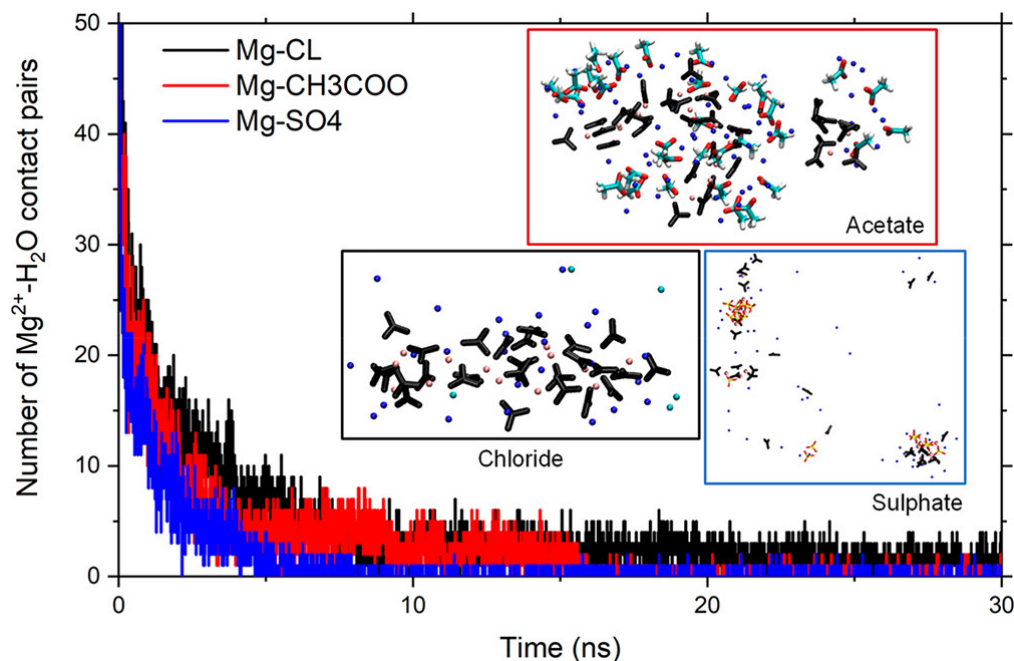 50
40
30
20
10
0
Number of Mg²⁺-H₂O contact pairs
Mg-CL
Mg-CH3COO
Mg-SO4
Acetate
Chloride
Sulphate
0 10 20 30
Time (ns)